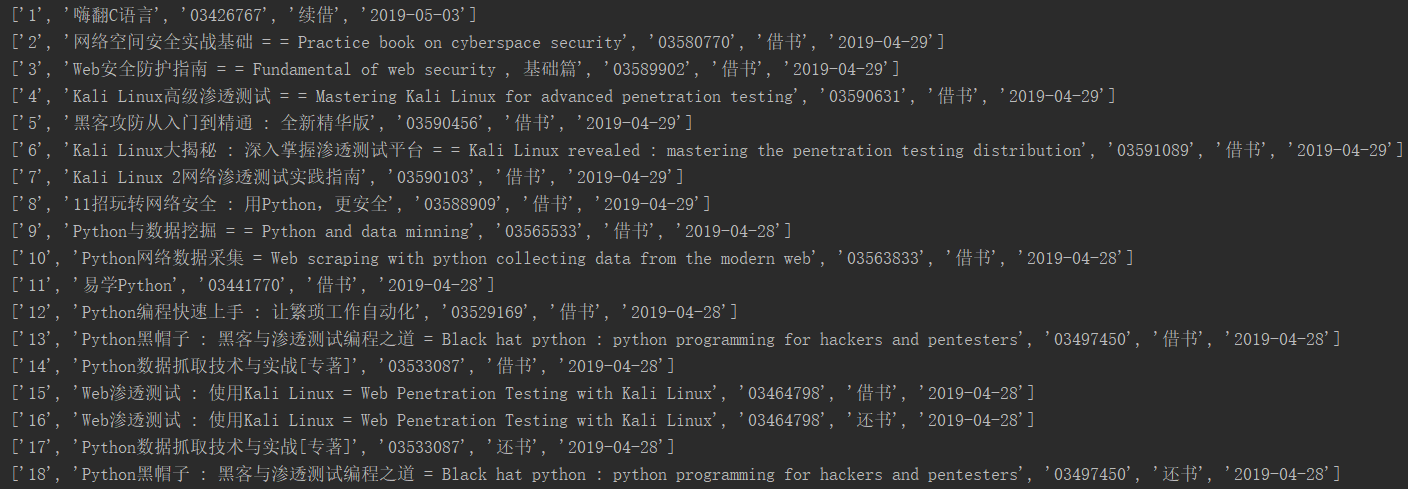 ['1', '嗨翻C语言', '03426767', '续借', '2019-05-03']
['2', '网络空间安全实战基础 = = Practice book on cyberspace security', '03580770', '借书', '2019-04-29']
['3', 'Web安全防护指南 = = Fundamental of web security , 基础篇', '03589902', '借书', '2019-04-29']
['4', 'Kali Linux高级渗透测试 = = Mastering Kali Linux for advanced penetration testing', '03590631', '借书', '2019-04-29']
['5', '黑客攻防从入门到精通 : 全新精华版', '03590456', '借书', '2019-04-29']
['6', 'Kali Linux大揭秘 : 深入掌握渗透测试平台 = = Kali Linux revealed : mastering the penetration testing distribution', '03591089', '借书', '2019-04-29']
['7', 'Kali Linux 2网络渗透测试实践指南', '03590103', '借书', '2019-04-29']
['8', '11招玩转网络安全 : 用Python，更安全', '03588909', '借书', '2019-04-29']
['9', 'Python与数据挖掘 = = Python and data minning', '03565533', '借书', '2019-04-28']
['10', 'Python网络数据采集 = Web scraping with python collecting data from the modern web', '03563833', '借书', '2019-04-28']
['11', '易学Python', '03441770', '借书', '2019-04-28']
['12', 'Python编程快速上手 : 让繁琐工作自动化', '03529169', '借书', '2019-04-28']
['13', 'Python黑帽子 : 黑客与渗透测试编程之道 = Black hat python : python programming for hackers and pentesters', '03497450', '借书', '2019-04-28']
['14', 'Python数据抓取技术与实战[专著]', '03533087', '借书', '2019-04-28']
['15', 'Web渗透测试 : 使用Kali Linux = Web Penetration Testing with Kali Linux', '03464798', '借书', '2019-04-28']
['16', 'Web渗透测试 : 使用Kali Linux = Web Penetration Testing with Kali Linux', '03464798', '还书', '2019-04-28']
['17', 'Python数据抓取技术与实战[专著]', '03533087', '还书', '2019-04-28']
['18', 'Python黑帽子 : 黑客与渗透测试编程之道 = Black hat python : python programming for hackers and pentesters', '03497450', '还书', '2019-04-28']